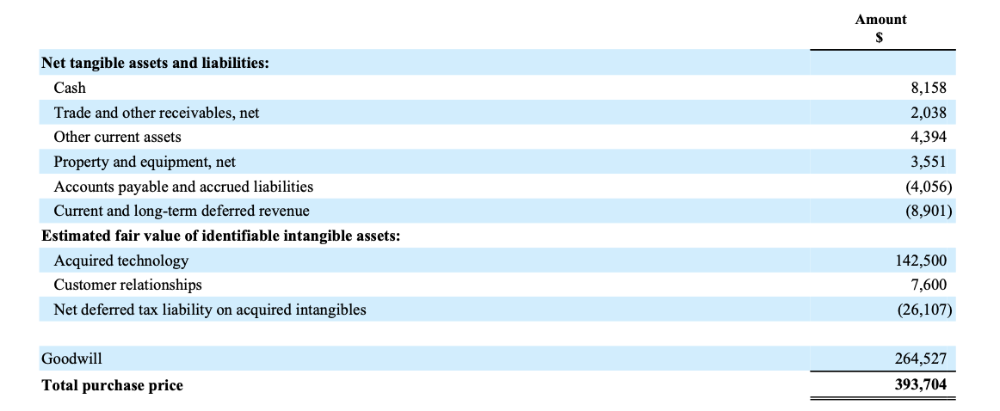 Amount
$
Net tangible assets and liabilities:
Cash 8,158
Trade and other receivables, net 2,038
Other current assets 4,394
Property and equipment, net 3,551
Accounts payable and accrued liabilities (4,056)
Current and long-term deferred revenue (8,901)
Estimated fair value of identifiable intangible assets:
Acquired technology 142,500
Customer relationships 7,600
Net deferred tax liability on acquired intangibles (26,107)
Goodwill 264,527
Total purchase price 393,704